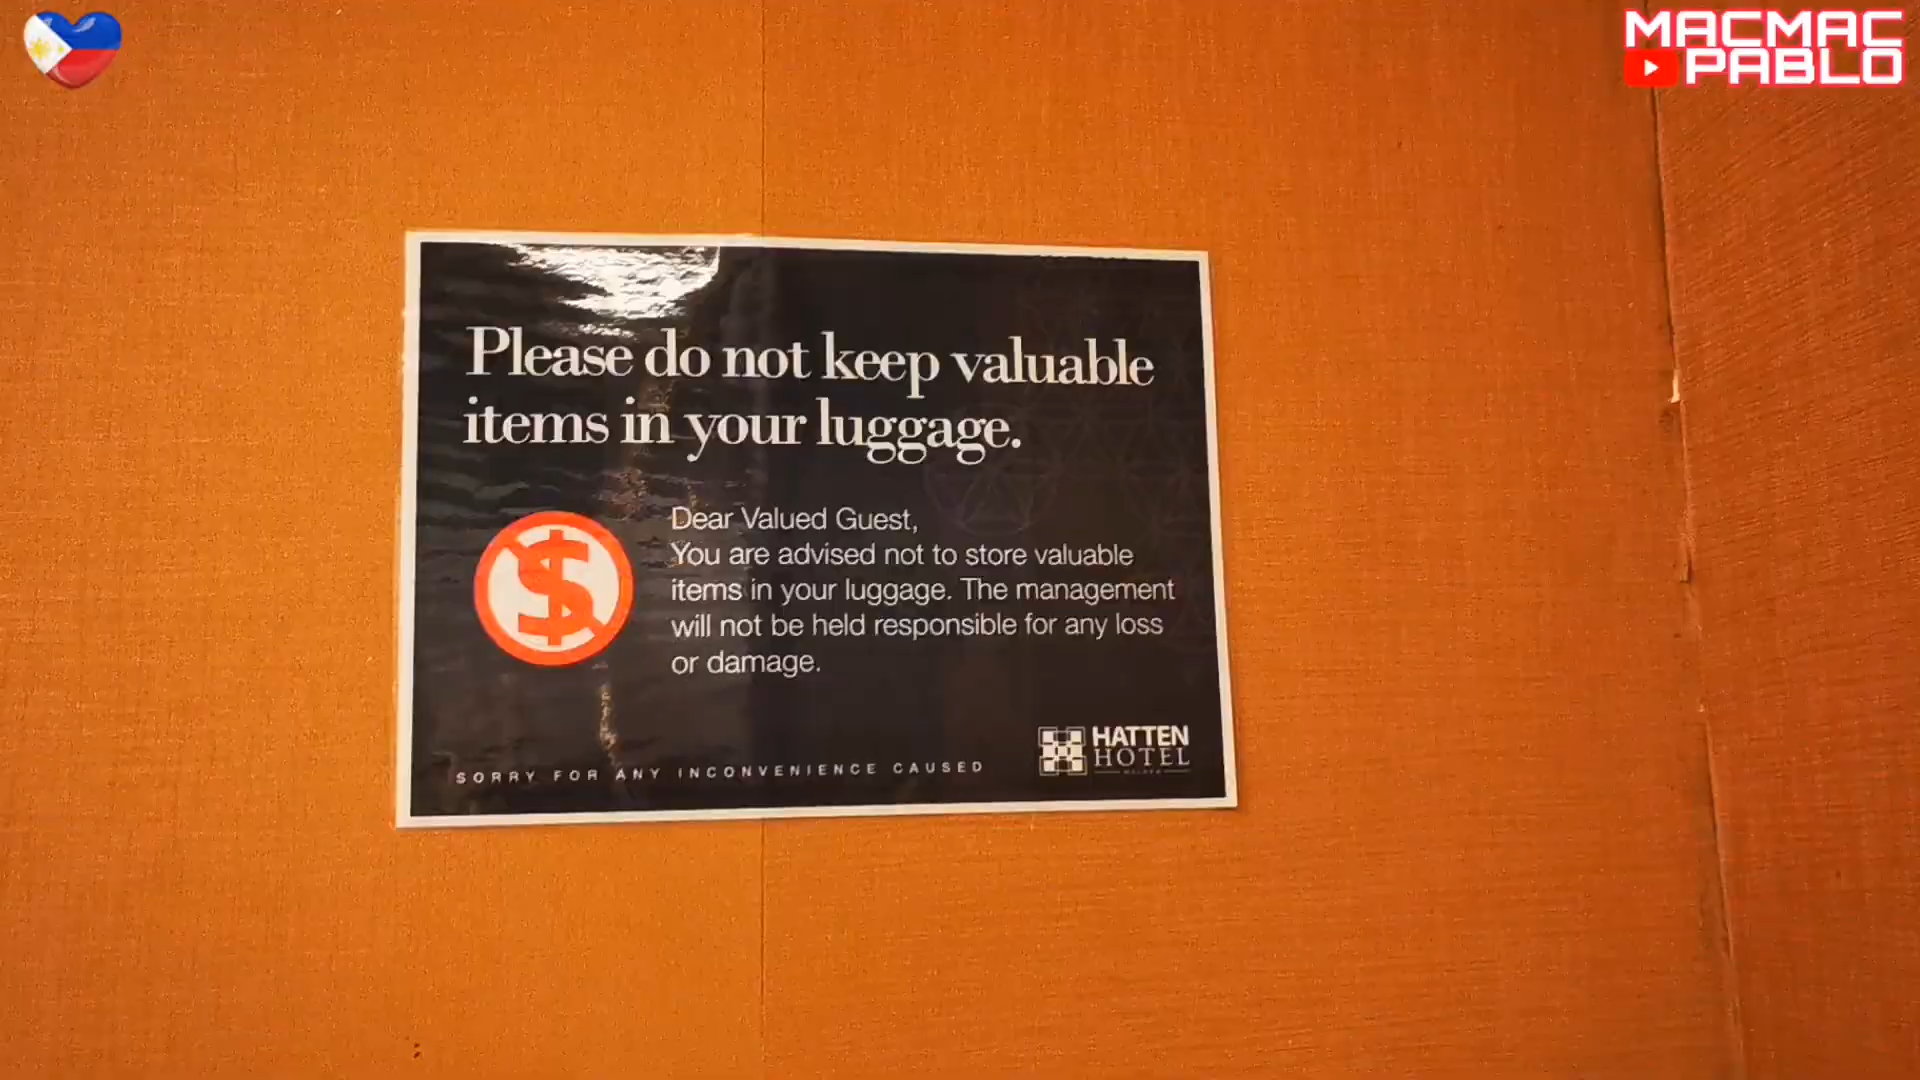 MACMAC
PABLO
Please do not keep valuable
items in your luggage.
Dear Valued Guest,
You are advised not to store valuable
items in your luggage. The management
will not be held responsible for any loss
or damage.
HATTEN
HOTEL
SORRY FOR ANY INCONVENIENCE CAUSED